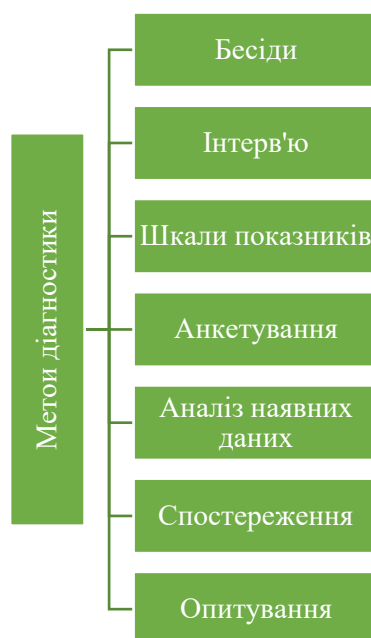 Метои діагностики
Бесіди
Інтерв'ю
Шкали показників
Анкетування
Аналіз наявних
даних
Спостереження
Опитування